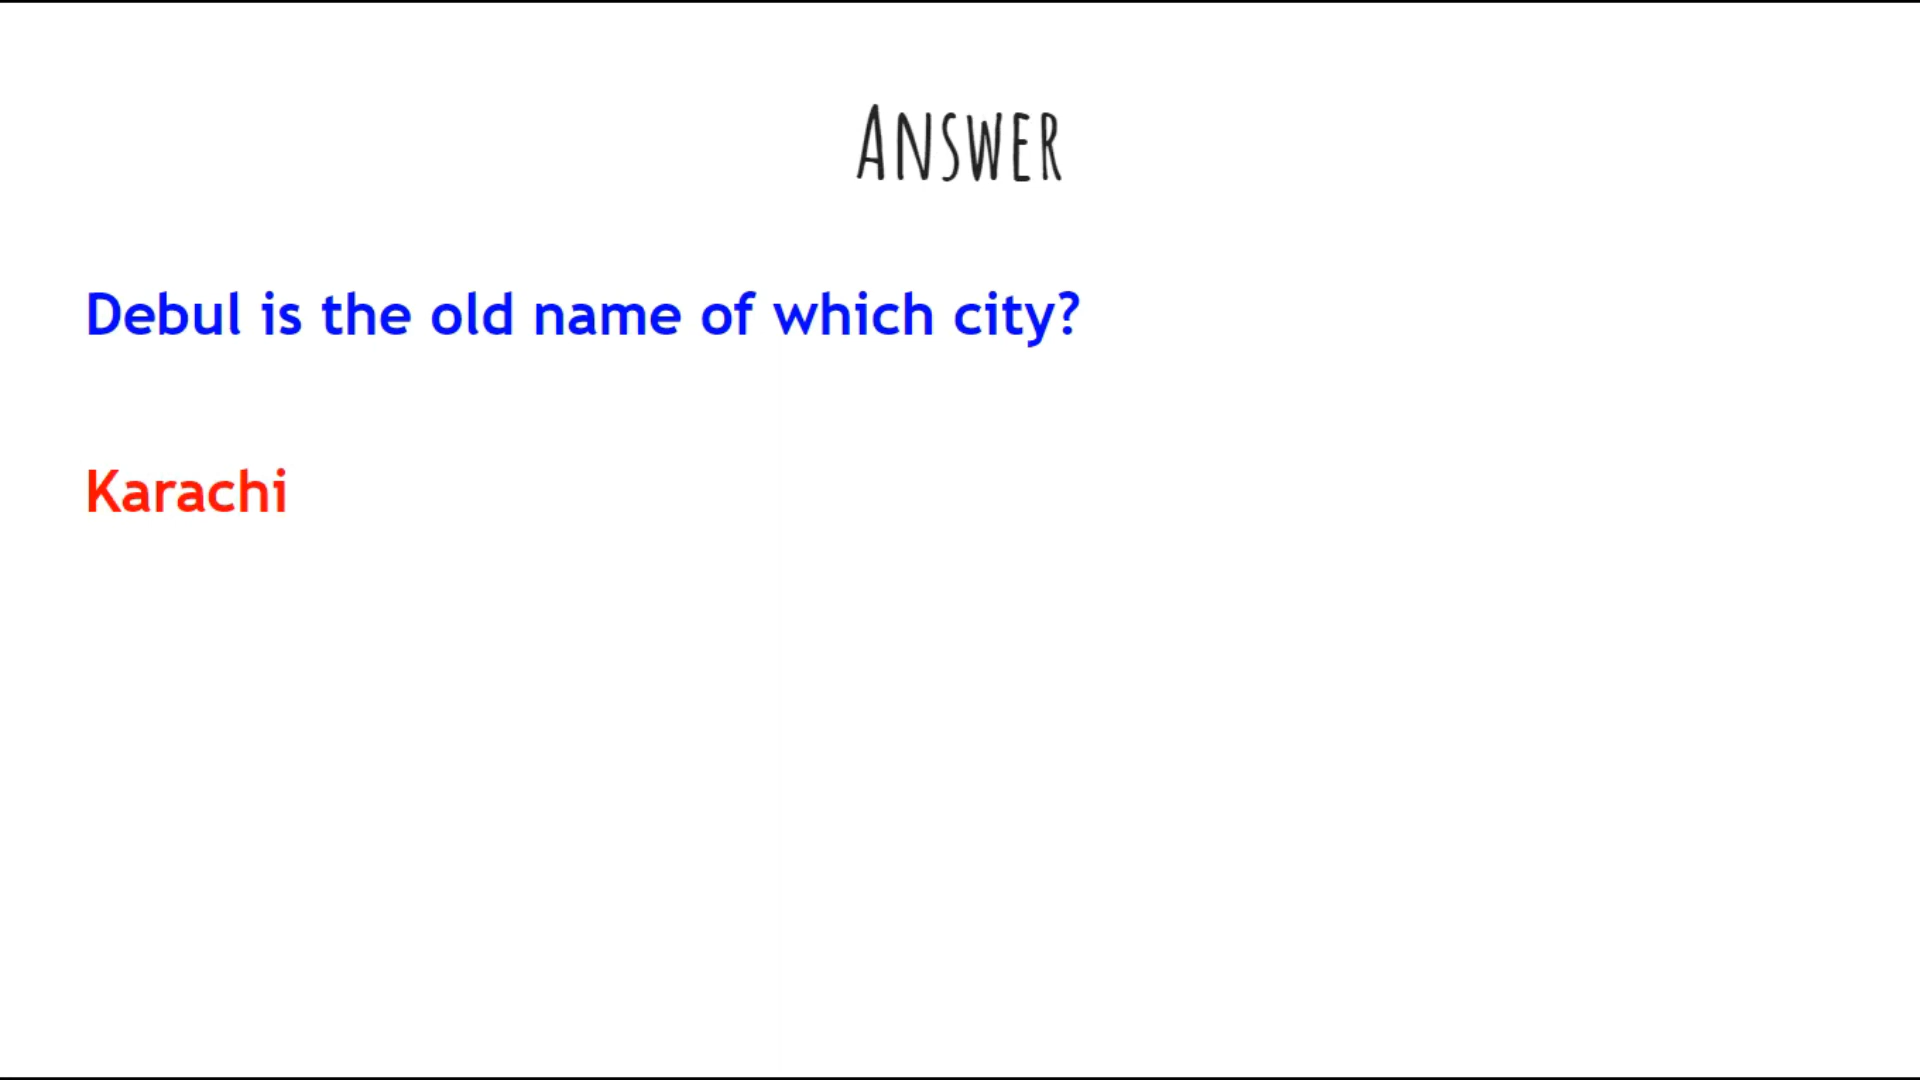 Answer
Debul is the old name of which city?
Karachi